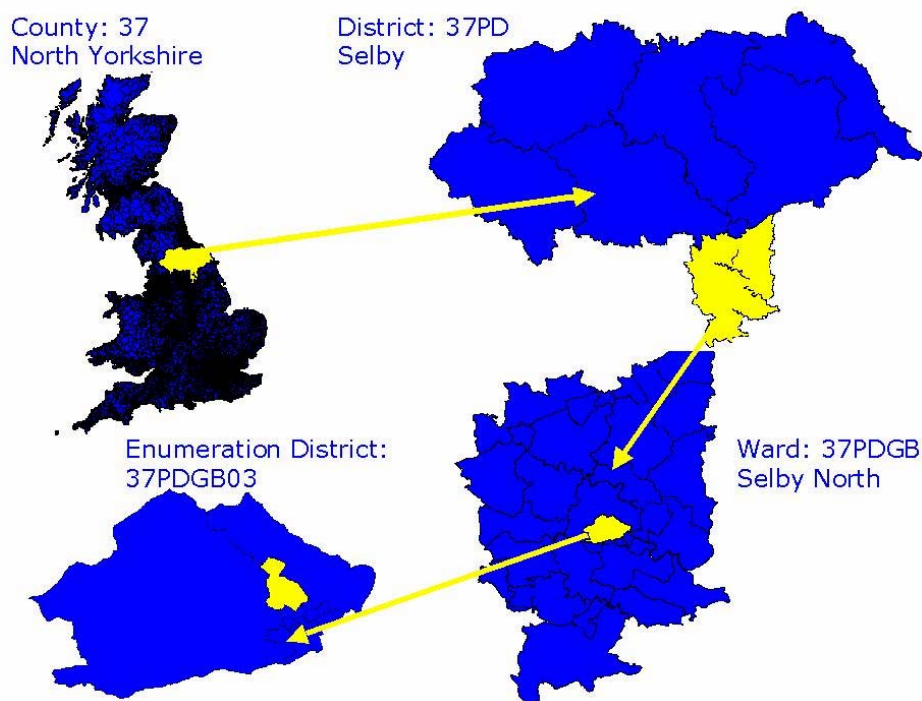 County: 37
North Yorkshire
District: 37PD
Selby
Enumeration District:
37PDGB03
Ward: 37PDGB
Selby North